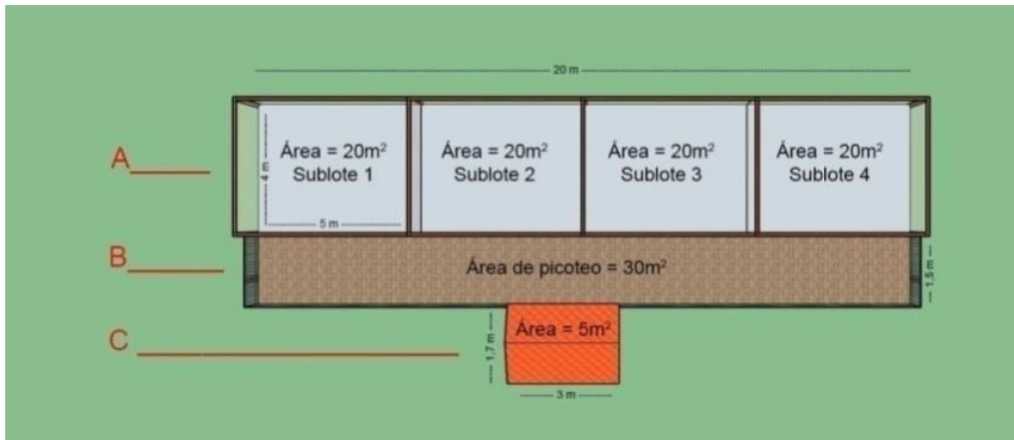 20 m
Área = 20m²
Sublote 1
Área = 20m²
Sublote 2
Área = 20m²
Sublote 3
Área = 20m²
Sublote 4
A
4 m
5 m
B
Área de picoteo = 30m²
1,5 m
C
Área = 5m²
1,7 m
3 m